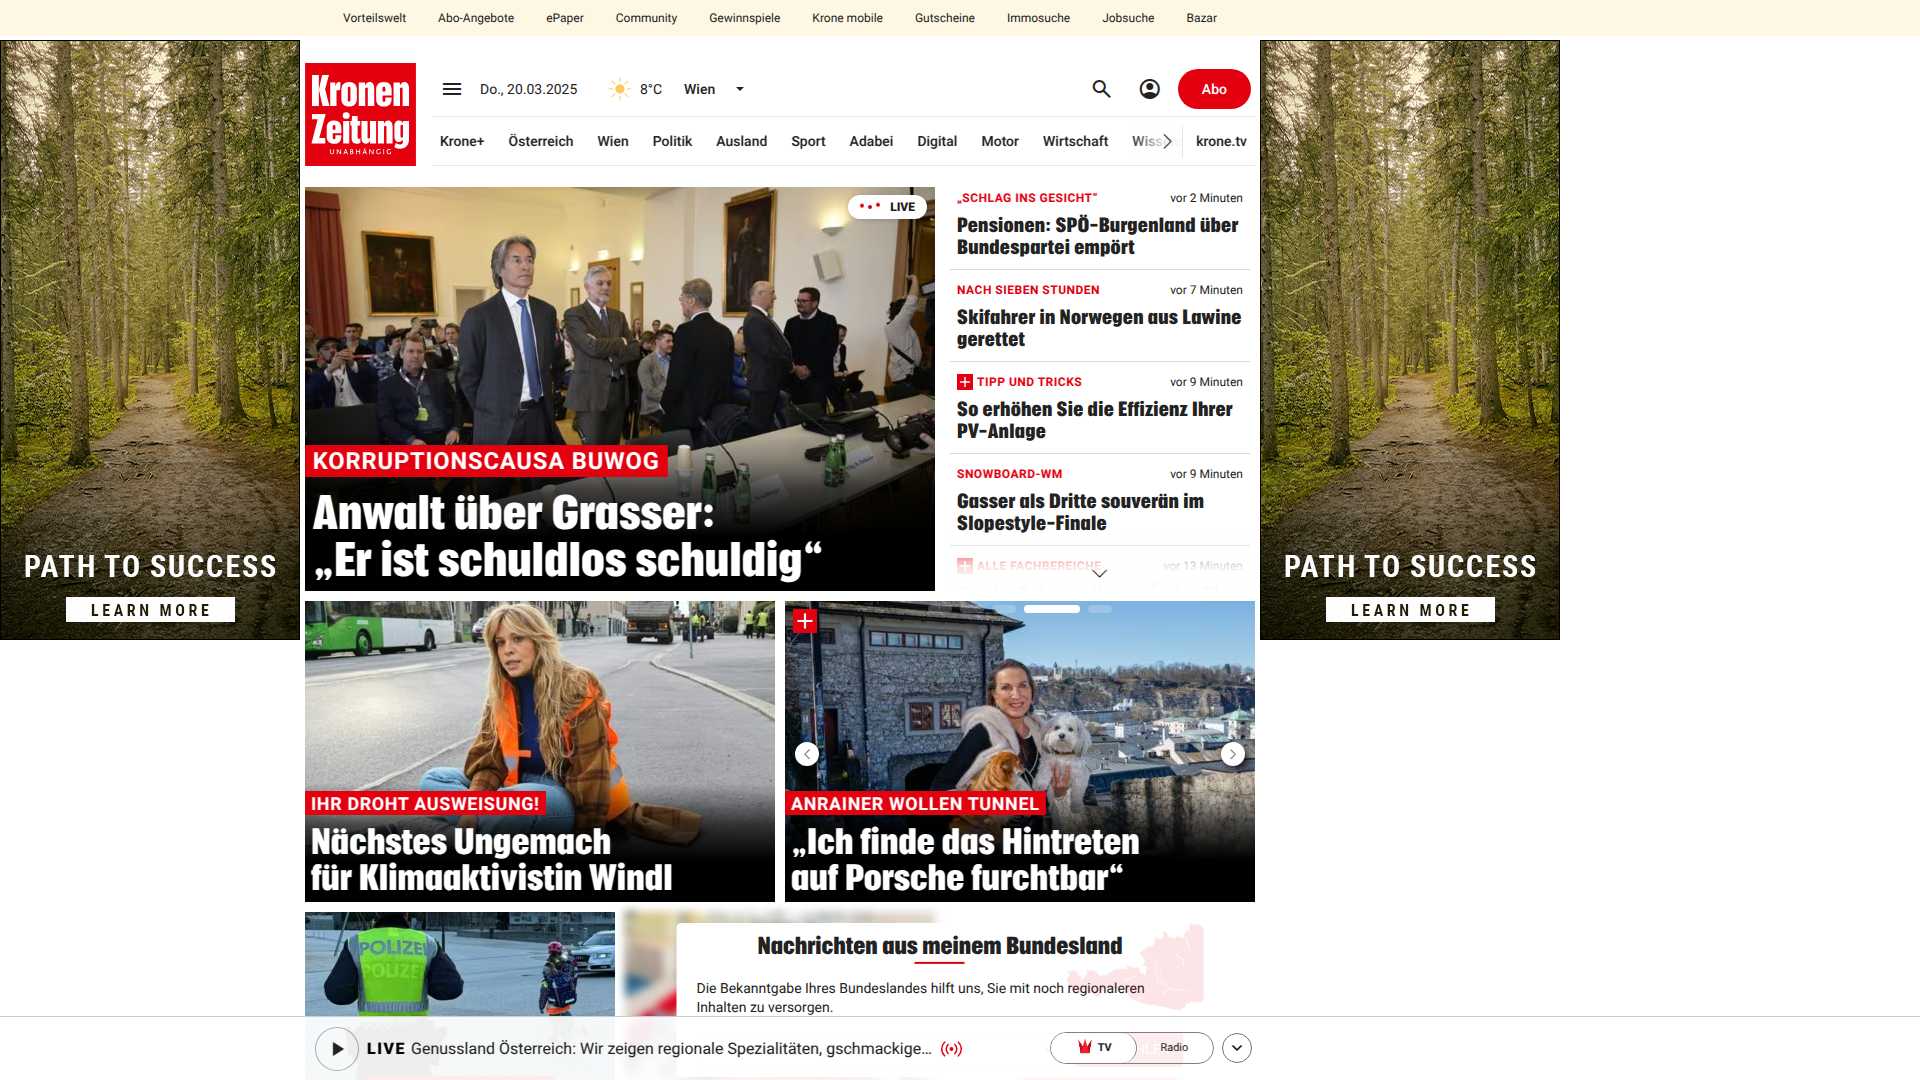 Vorteilswelt Abo-Angebote ePaper Community Gewinnspiele Krone mobile Gutscheine Immosuche Jobsuche Bazar
Kronen
Zeitung
UNABHÄNGIG
Do., 20.03.2025 8°C Wien
Abo
Krone+ Österreich Wien Politik Ausland Sport Adabei Digital Motor Wirtschaft Wiss krone.tv
LIVE
KORRUPTIONSCAUSA BUWOG
Anwalt über Grasser:
„Er ist schuldlos schuldig“
„SCHLAG INS GESICHT“ vor 2 Minuten
Pensionen: SPÖ-Burgenland über
Bundespartei empört
NACH SIEBEN STUNDEN vor 7 Minuten
Skifahrer in Norwegen aus Lawine
gerettet
TIPP UND TRICKS vor 9 Minuten
So erhöhen Sie die Effizienz Ihrer
PV-Anlage
SNOWBOARD-WM vor 9 Minuten
Gasser als Dritte souverän im
Slopestyle-Finale
ALLE FACHBEREICHE vor 13 Minuten
PATH TO SUCCESS
LEARN MORE
PATH TO SUCCESS
LEARN MORE
IHR DROHT AUSWEISUNG!
Nächstes Ungemach
für Klimaaktivistin Windl
ANRAINER WOLLEN TUNNEL
„Ich finde das Hintreten
auf Porsche furchtbar“
POLIZEI
POLIZEI
Nachrichten aus meinem Bundesland
Die Bekanntgabe Ihres Bundeslandes hilft uns, Sie mit noch regionaleren
Inhalten zu versorgen.
LIVE Genussland Österreich: Wir zeigen regionale Spezialitäten, gschmackige...
TV Radio